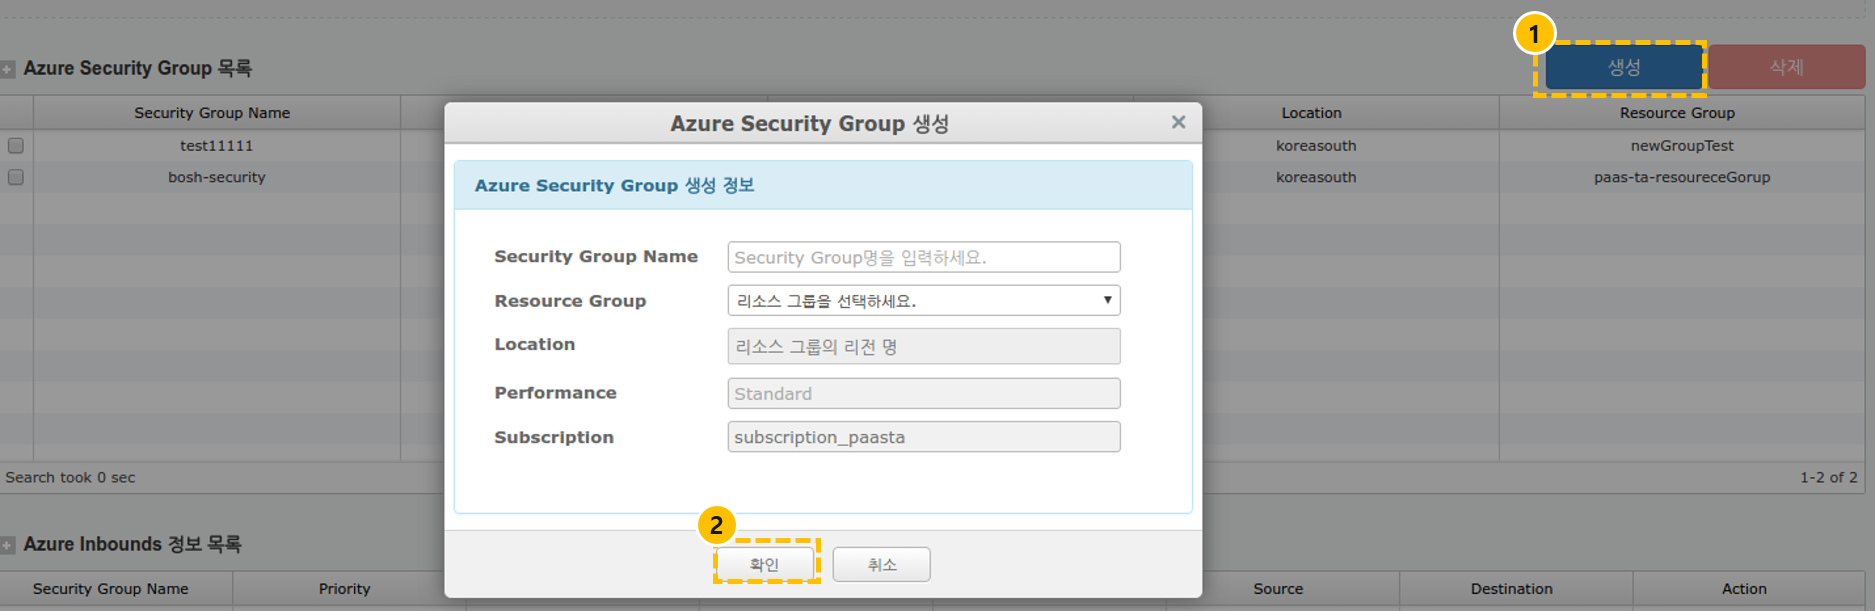 1
Azure Security Group 목록
생성 삭제
Security Group Name Location Resource Group
test11111 koreasouth newGroupTest
bosh-security koreasouth paas-ta-resoureceGorup
Azure Security Group 생성 ×
Azure Security Group 생성 정보
Security Group Name Security Group명을 입력하세요.
Resource Group 리소스 그룹을 선택하세요.
Location 리소스 그룹의 리전 명
Performance Standard
Subscription subscription_paasta
Search took 0 sec 1-2 of 2
2
확인 취소
Azure Inbounds 정보 목록
Security Group Name Priority Source Destination Action